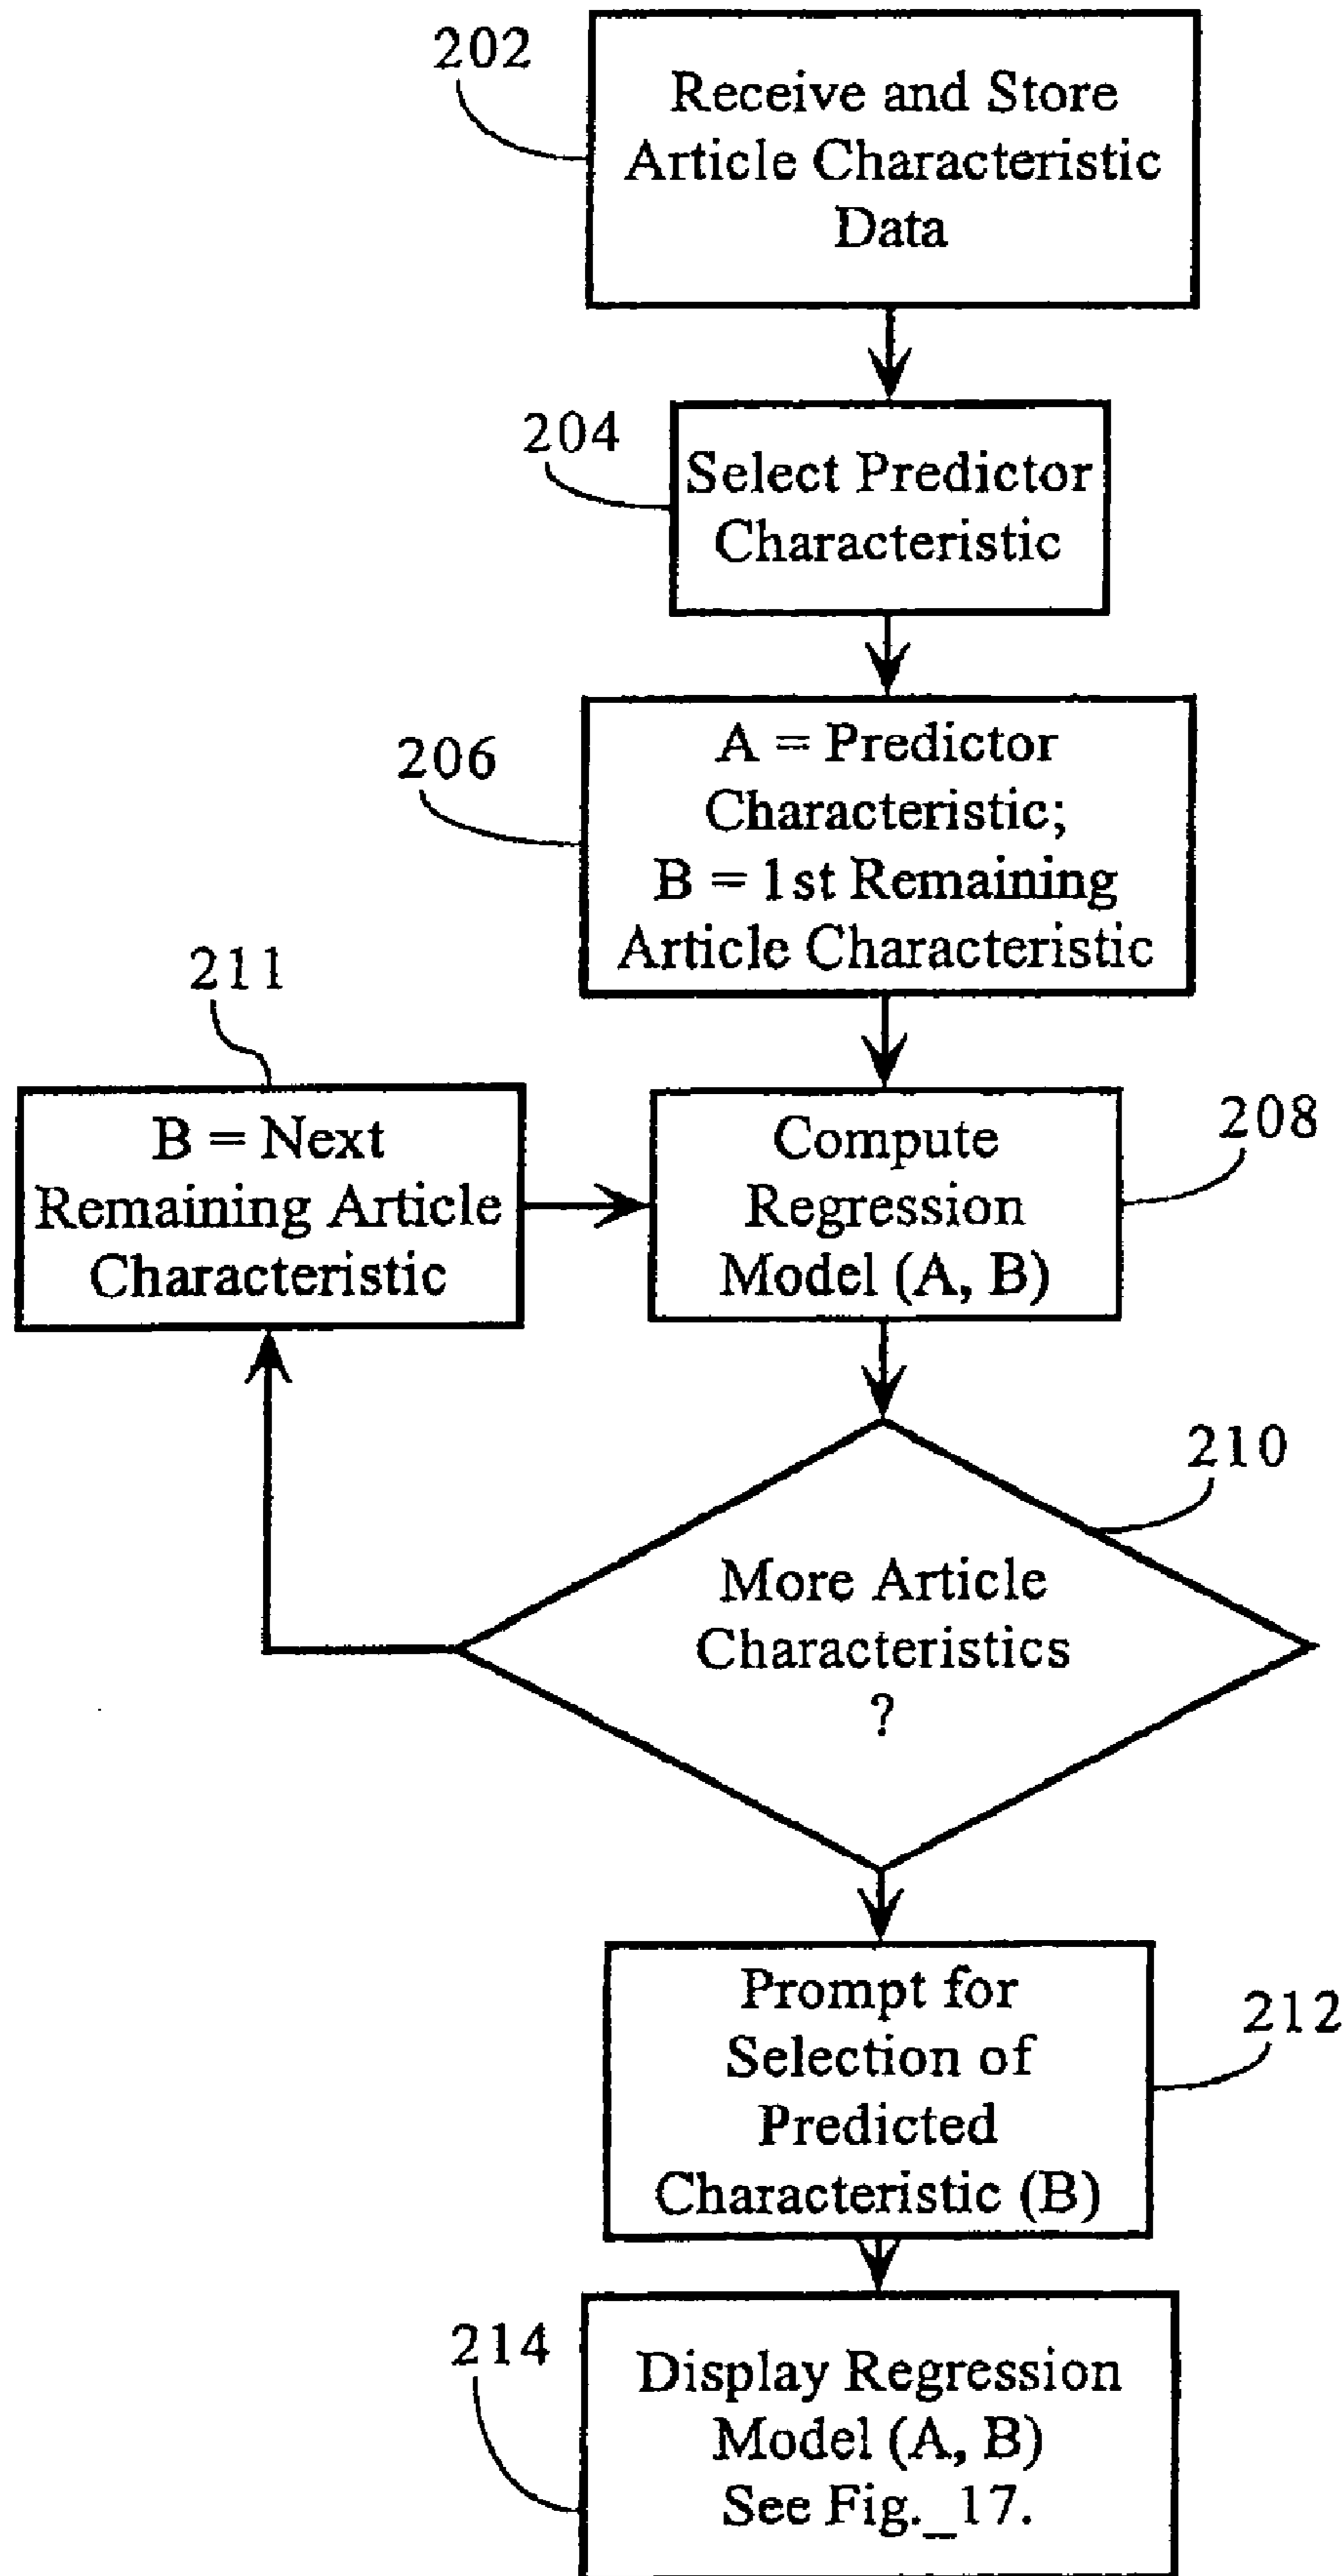 202
Receive and Store
Article Characteristic
Data
204
Select Predictor
Characteristic
206
A = Predictor
Characteristic;
B = 1st Remaining
Article Characteristic
211
B = Next
Remaining Article
Characteristic
Compute
Regression
Model (A, B)
208
210
More Article
Characteristics
?
Prompt for
Selection of
Predicted
Characteristic (B)
212
214
Display Regression
Model (A, B)
See Fig._17.